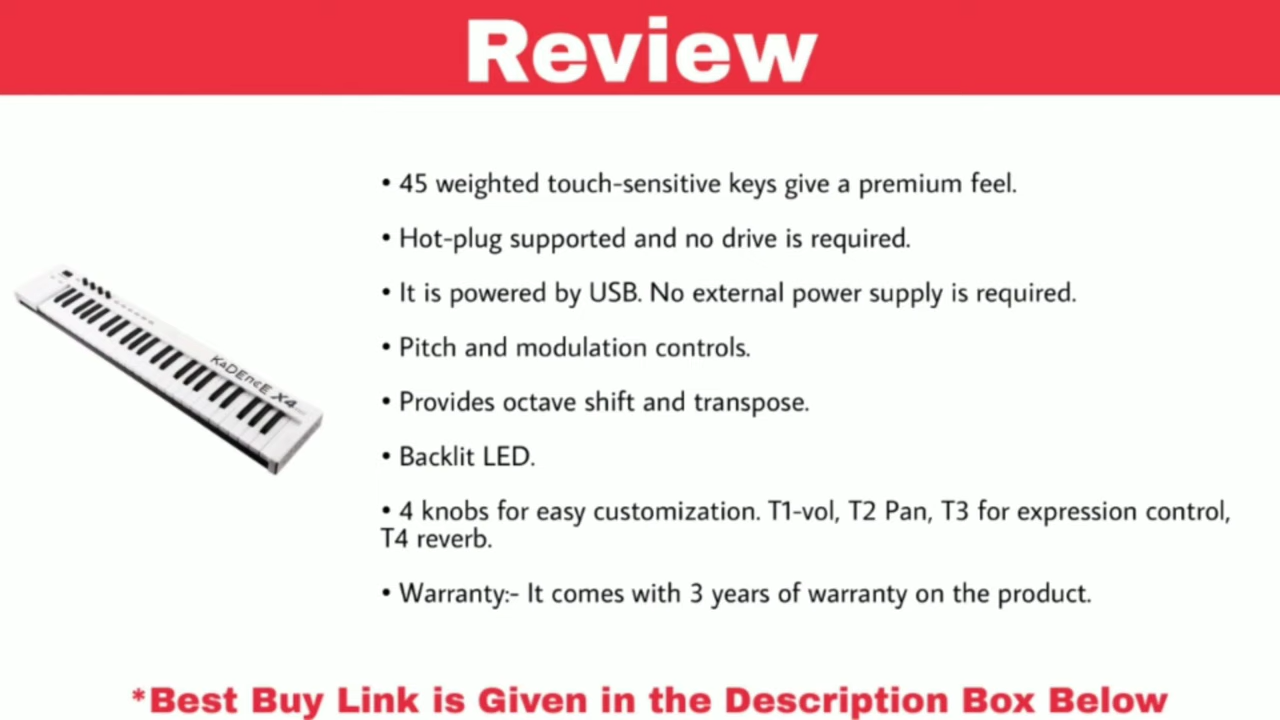 Review
• 45 weighted touch-sensitive keys give a premium feel.
• Hot-plug supported and no drive is required.
• It is powered by USB. No external power supply is required.
• Pitch and modulation controls.
• Provides octave shift and transpose.
• Backlit LED.
• 4 knobs for easy customization. T1-vol, T2 Pan, T3 for expression control,
T4 reverb.
• Warranty:- It comes with 3 years of warranty on the product.
KaDEncE X4
*Best Buy Link is Given in the Description Box Below